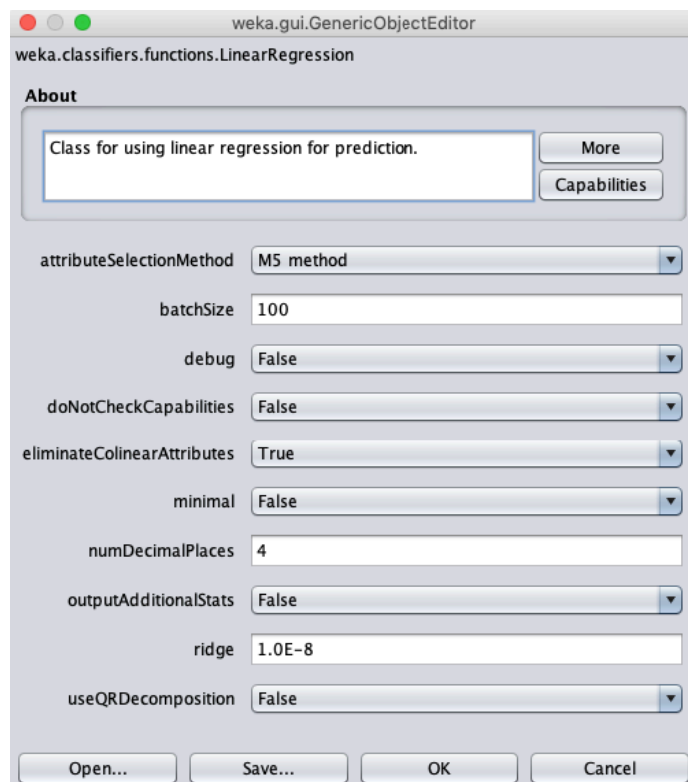 weka.gui.GenericObjectEditor
weka.classifiers.functions.LinearRegression
About
Class for using linear regression for prediction.
More
Capabilities
attributeSelectionMethod M5 method
batchSize 100
debug False
doNotCheckCapabilities False
eliminateColinearAttributes True
minimal False
numDecimalPlaces 4
outputAdditionalStats False
ridge 1.0E-8
useQRDecomposition False
Open... Save... OK Cancel